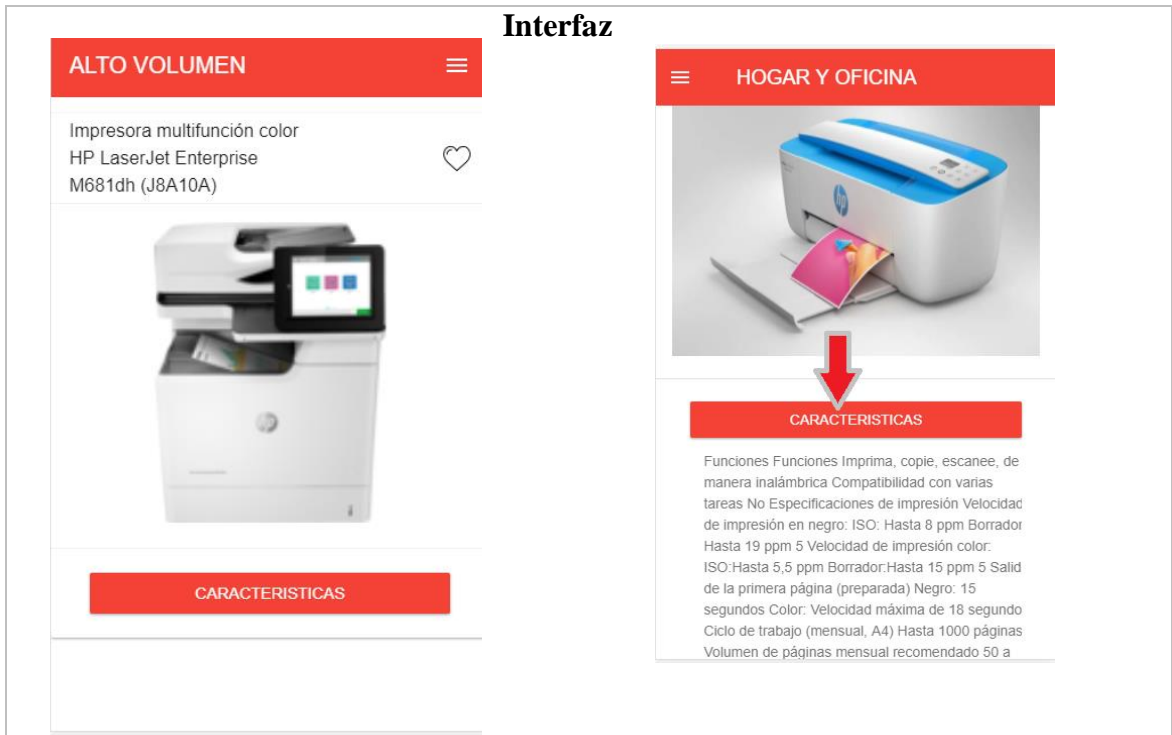 Interfaz
ALTO VOLUMEN
Impresora multifunción color
HP LaserJet Enterprise
M681dh (J8A10A)
CARACTERISTICAS
HOGAR Y OFICINA
hp
CARACTERISTICAS
Funciones Funciones Imprima, copie, escanee, de
manera inalámbrica Compatibilidad con varias
tareas No Especificaciones de impresión Velocidad
de impresión en negro: ISO: Hasta 8 ppm Borrador
Hasta 19 ppm 5 Velocidad de impresión color:
ISO:Hasta 5,5 ppm Borrador:Hasta 15 ppm 5 Salid
de la primera página (preparada) Negro: 15
segundos Color: Velocidad máxima de 18 segundo
Ciclo de trabajo (mensual, A4) Hasta 1000 páginas
Volumen de páginas mensual recomendado 50 a